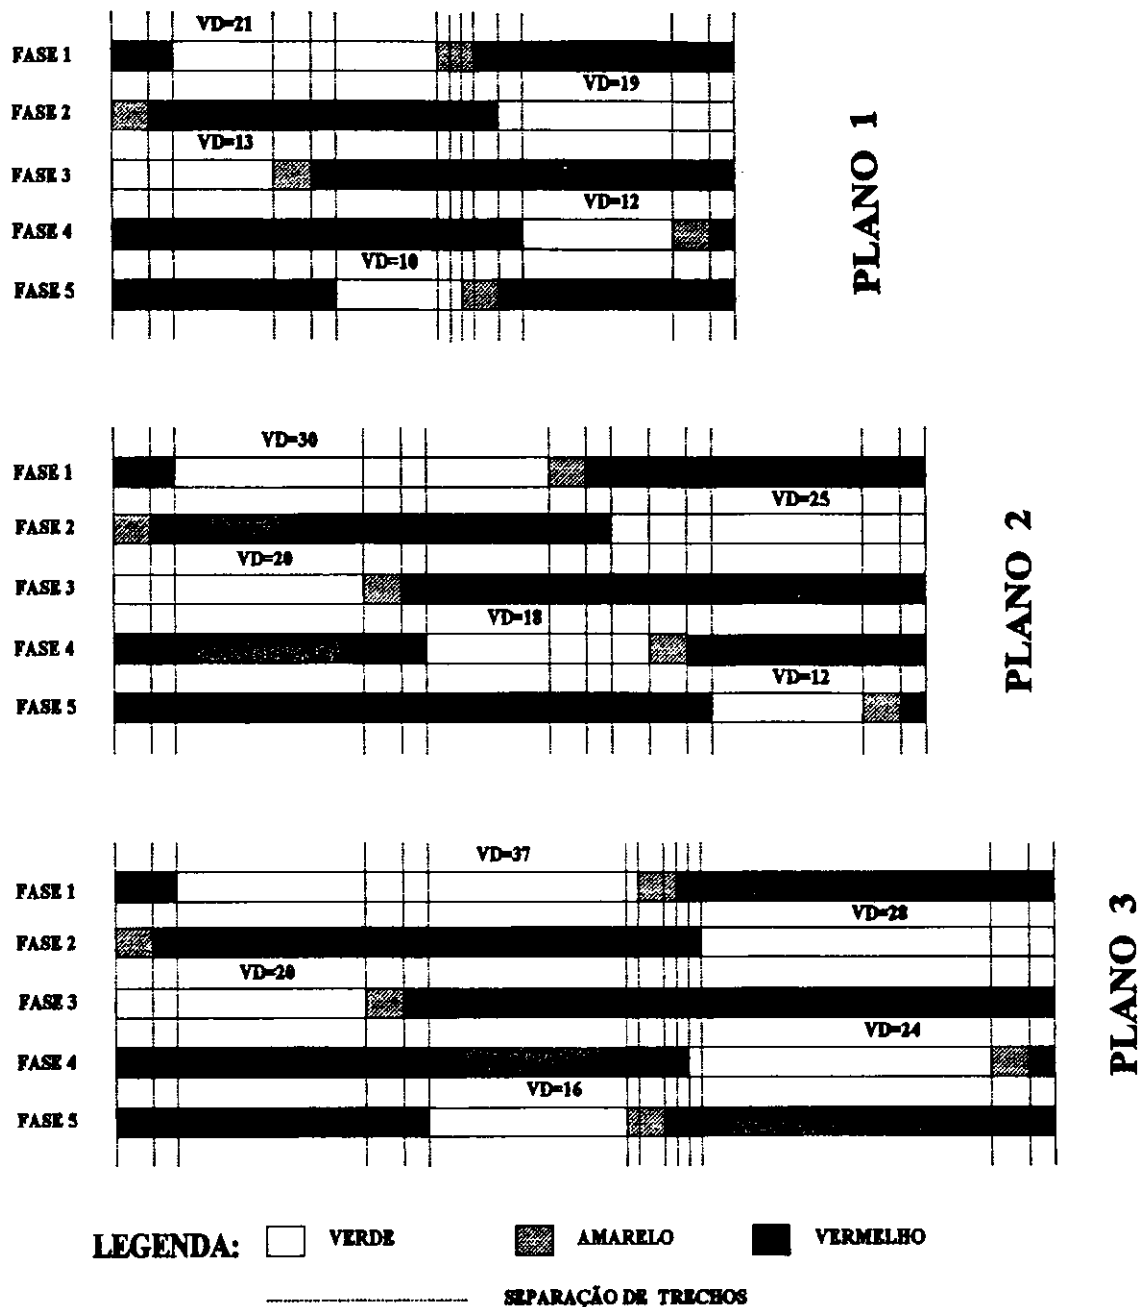 VD=21
FASE 1
VD=19
FASE 2
VD=13
FASE 3
VD=12
FASE 4
VD=10
FASE 5
PLANO 1
VD=30
FASE 1
VD=25
FASE 2
VD=20
FASE 3
VD=18
FASE 4
VD=12
FASE 5
PLANO 2
VD=37
FASE 1
VD=28
FASE 2
VD=20
FASE 3
VD=24
FASE 4
VD=16
FASE 5
PLANO 3
LEGENDA: VERDE AMARELO VERMELHO
SEPARAÇÃO DE TRECHOS